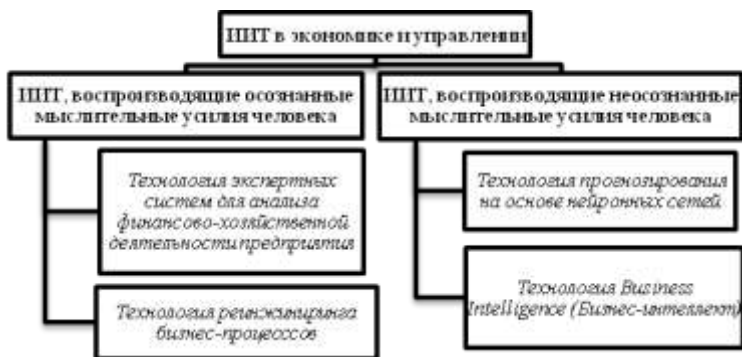 ИИТ в экономике и управлении
ИИТ, воспроизводящие осознанные
мыслительные усилия человека
ИИТ, воспроизводящие неосознанные
мыслительные усилия человека
Технология экспертных
систем для анализа
финансово-хозяйственной
деятельности предприятия
Технология реинжиниринга
бизнес-процесссов
Технология прогнозирования
на основе нейронных сетей
Технология Business
Intelligence (Бизнес-интеллект)